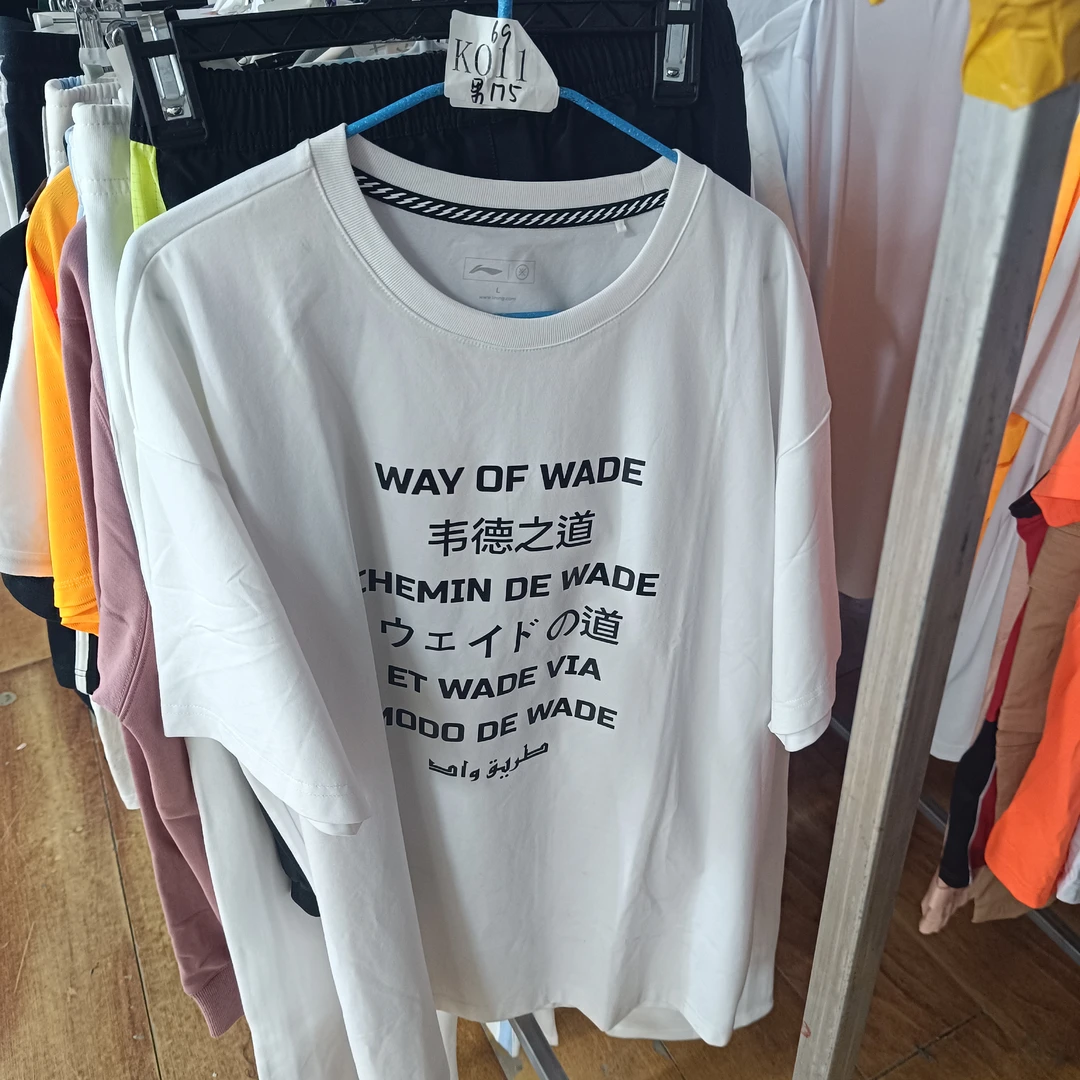 69
K011
男175
L
WAY OF WADE
韦德之道
CHEMIN DE WADE
ウェイドの道
ET WADE VIA
MODO DE WADE
طريق واد